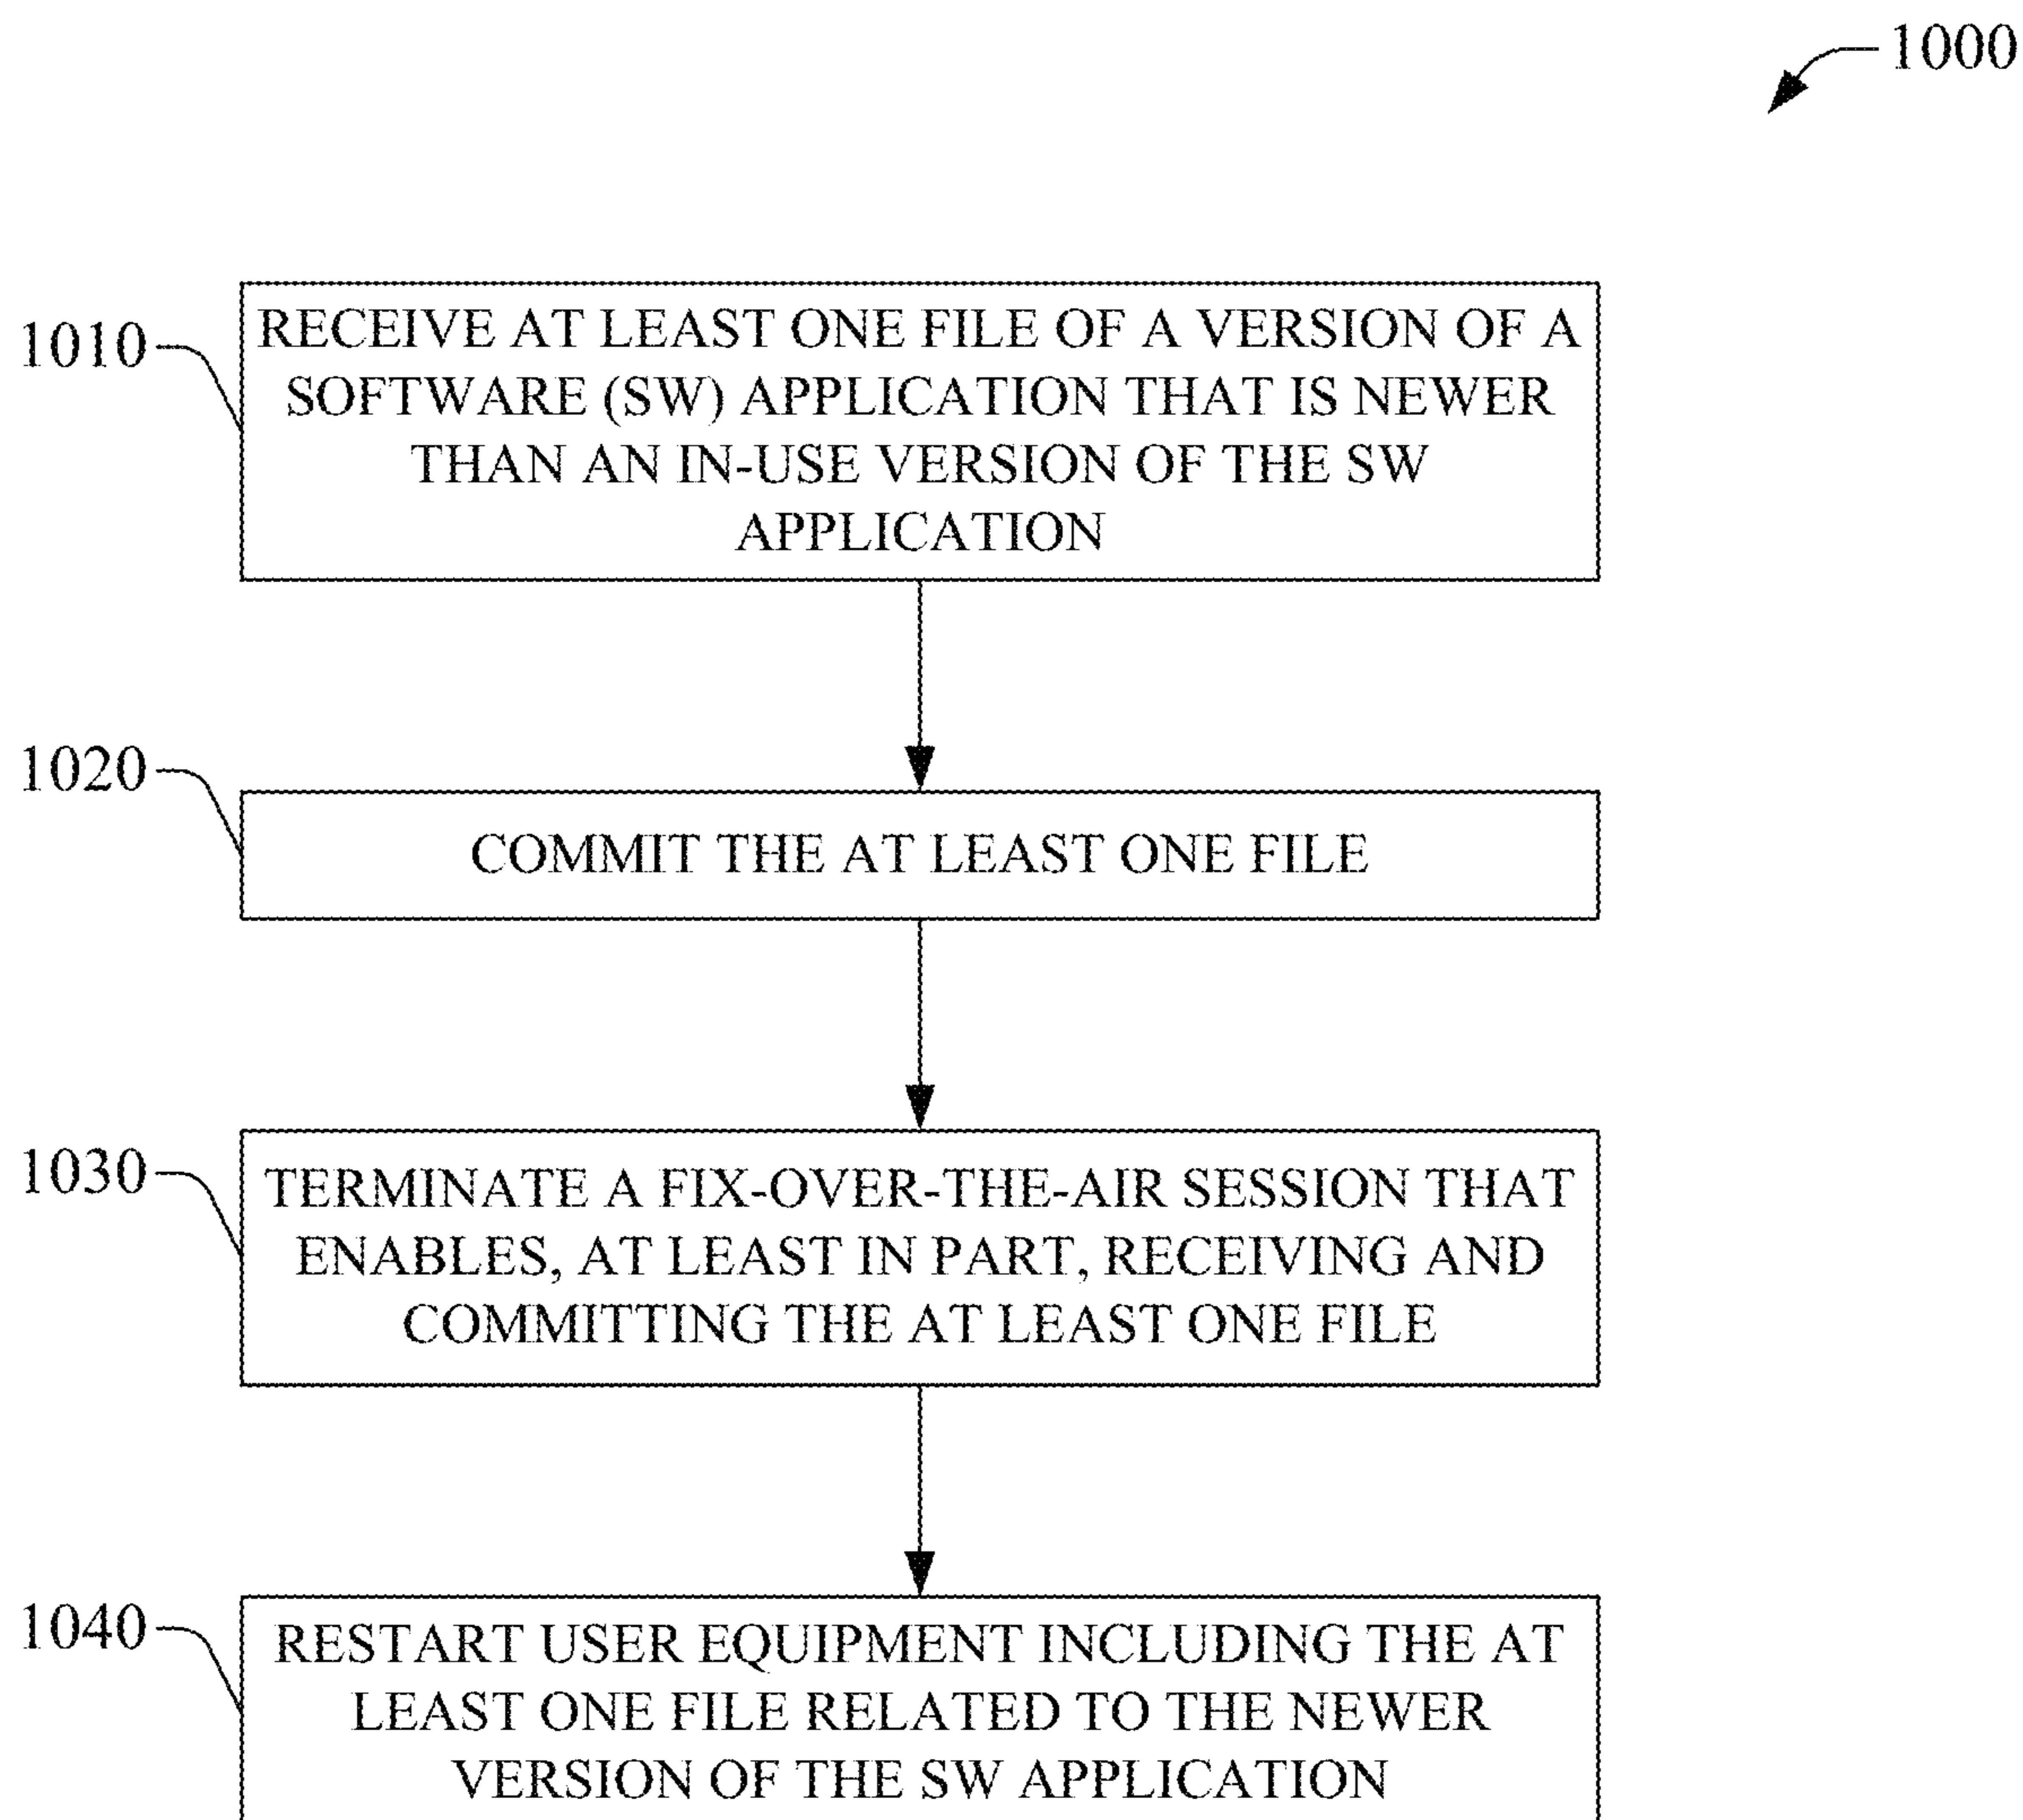 1000
1010
RECEIVE AT LEAST ONE FILE OF A VERSION OF A
SOFTWARE (SW) APPLICATION THAT IS NEWER
THAN AN IN-USE VERSION OF THE SW
APPLICATION
1020
COMMIT THE AT LEAST ONE FILE
1030
TERMINATE A FIX-OVER-THE-AIR SESSION THAT
ENABLES, AT LEAST IN PART, RECEIVING AND
COMMITTING THE AT LEAST ONE FILE
1040
RESTART USER EQUIPMENT INCLUDING THE AT
LEAST ONE FILE RELATED TO THE NEWER
VERSION OF THE SW APPLICATION